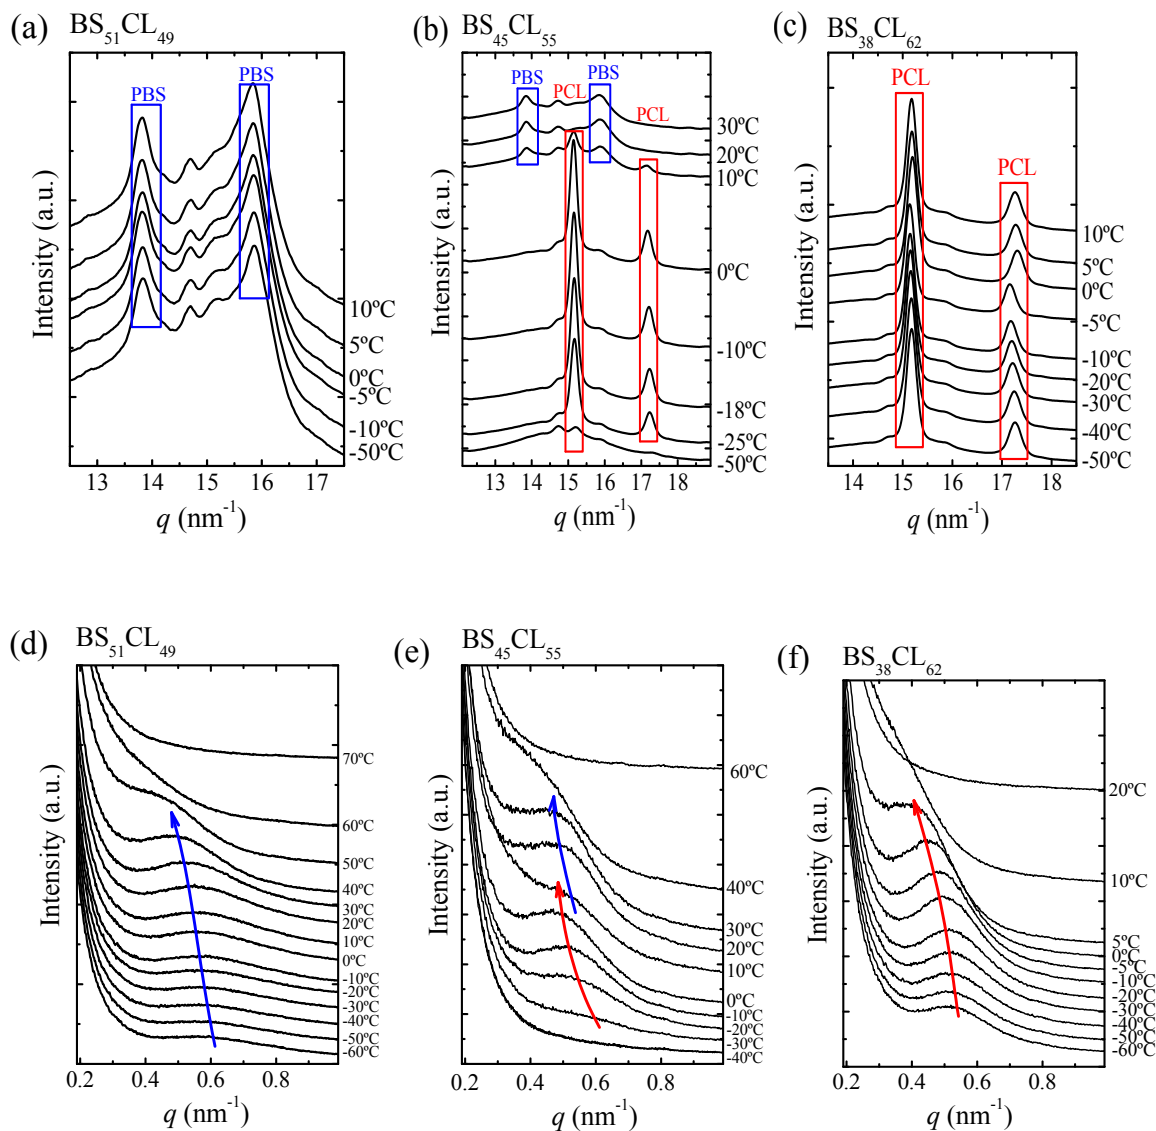 (a) BS51CL49
PBS
PBS
10ºC
5ºC
0ºC
-5ºC
-10ºC
-50ºC
Intensity (a.u.)
13 14 15 16 17
q (nm-1)
(b) BS45CL55
PBS
PCL
PBS
PCL
30ºC
20ºC
10ºC
0ºC
-10ºC
-18ºC
-25ºC
-50ºC
Intensity (a.u.)
13 14 15 16 17 18
q (nm-1)
(c) BS38CL62
PCL
PCL
10ºC
5ºC
0ºC
-5ºC
-10ºC
-20ºC
-30ºC
-40ºC
-50ºC
Intensity (a.u.)
14 15 16 17 18
q (nm-1)
(d) BS51CL49
70ºC
60ºC
50ºC
40ºC
30ºC
20ºC
10ºC
0ºC
-10ºC
-20ºC
-30ºC
-40ºC
-50ºC
-60ºC
Intensity (a.u.)
0.2 0.4 0.6 0.8
q (nm-1)
(e) BS45CL55
60ºC
40ºC
30ºC
20ºC
10ºC
0ºC
-10ºC
-20ºC
-30ºC
-40ºC
Intensity (a.u.)
0.2 0.4 0.6 0.8
q (nm-1)
(f) BS38CL62
20ºC
10ºC
5ºC
0ºC
-5ºC
-10ºC
-20ºC
-30ºC
-40ºC
-50ºC
-60ºC
Intensity (a.u.)
0.2 0.4 0.6 0.8
q (nm-1)